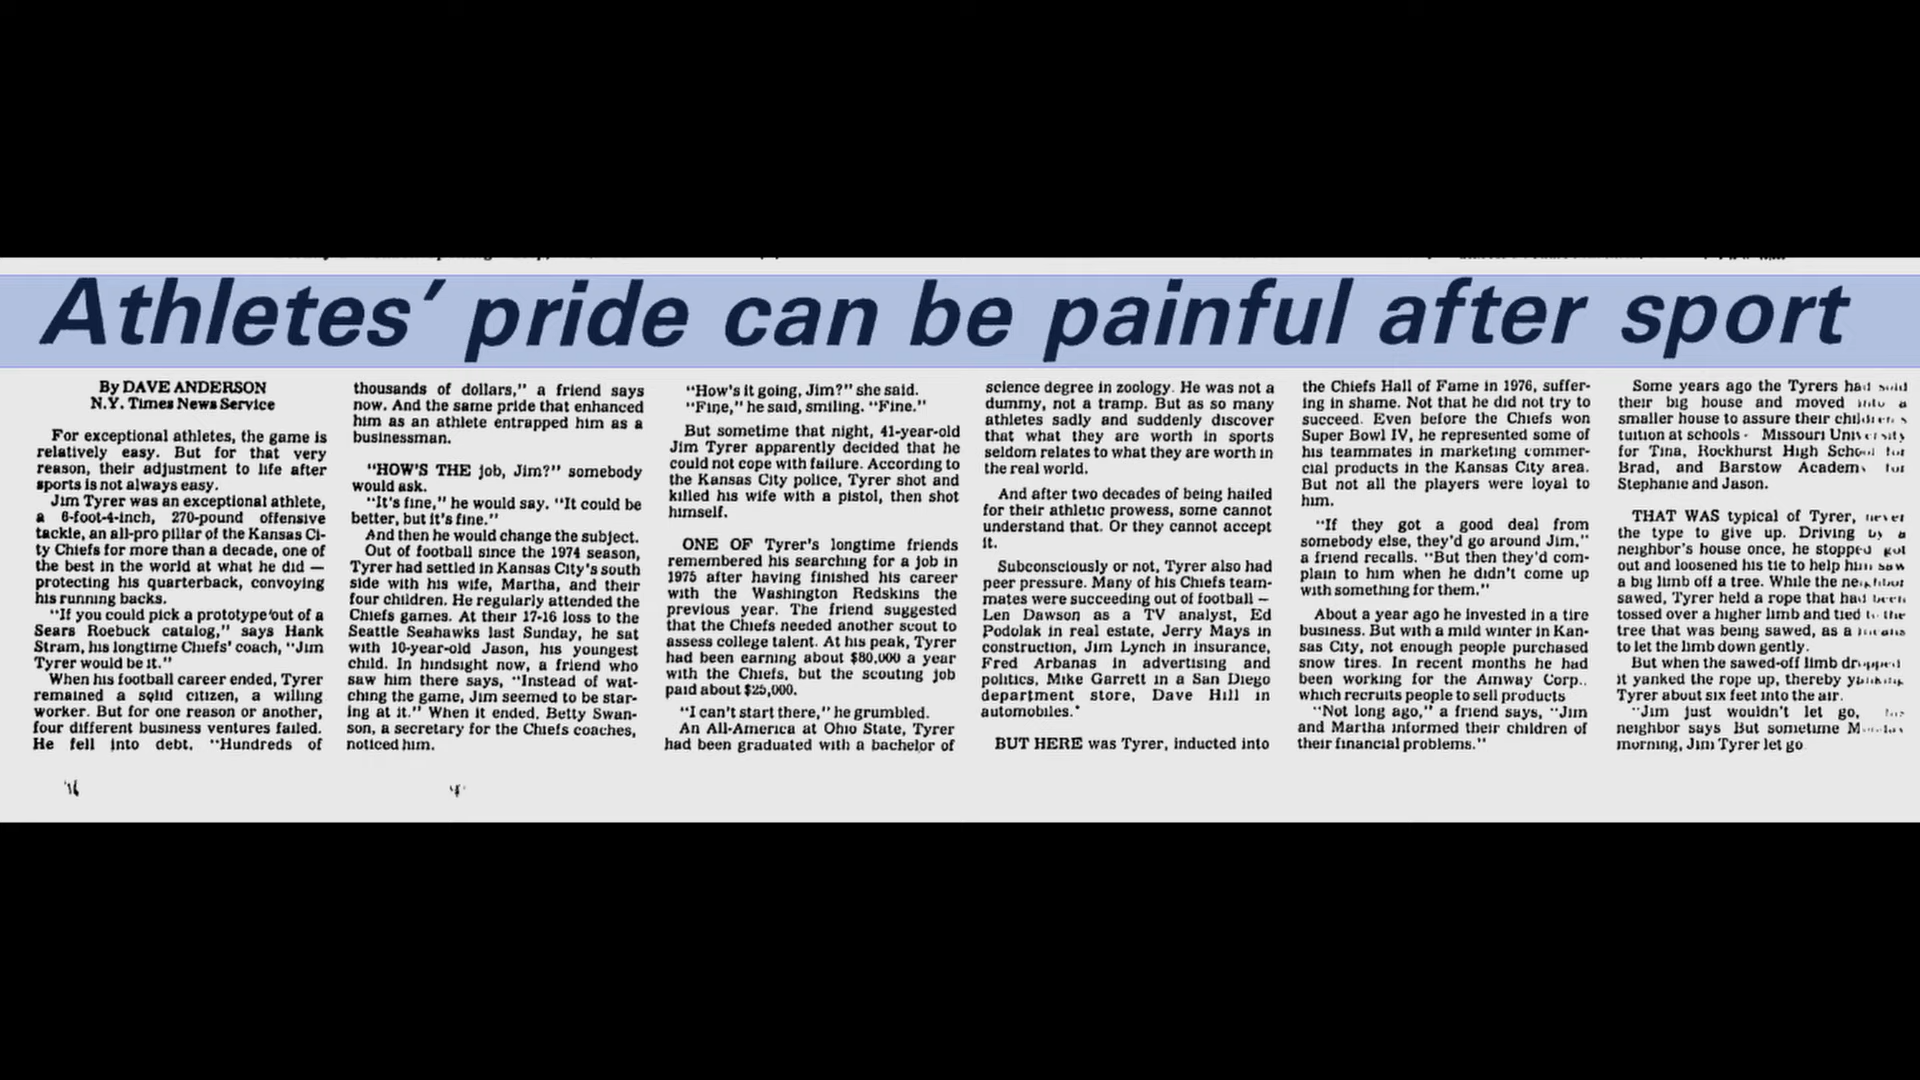 Athletes' pride can be painful after sport
By DAVE ANDERSON
N.Y. Times News Service
For exceptional athletes, the game is
relatively easy. But for that very
reason, their adjustment to life after
sports is not always easy.
Jim Tyrer was an exceptional athlete,
a 6-foot-4-inch, 270-pound offensive
tackle, an all-pro pillar of the Kansas Ci-
ty Chiefs for more than a decade, one of
the best in the world at what he did —
protecting his quarterback, convoying
his running backs.
"If you could pick a prototype out of a
Sears Roebuck catalog," says Hank
Stram, his longtime Chiefs' coach, "Jim
Tyrer would be it."
When his football career ended, Tyrer
remained a solid citizen, a willing
worker. But for one reason or another,
four different business ventures failed.
He fell into debt. "Hundreds of
thousands of dollars," a friend says
now. And the same pride that enhanced
him as an athlete entrapped him as a
businessman.
"HOW'S THE job, Jim?" somebody
would ask.
"It's fine," he would say. "It could be
better, but it's fine."
And then he would change the subject.
Out of football since the 1974 season,
Tyrer had settled in Kansas City's south
side with his wife, Martha, and their
four children. He regularly attended the
Chiefs games. At their 17-16 loss to the
Seattle Seahawks last Sunday, he sat
with 10-year-old Jason, his youngest
child. In hindsight now, a friend who
saw him there says, "Instead of wat-
ching the game, Jim seemed to be star-
ing at it." When it ended, Betty Swan-
son, a secretary for the Chiefs coaches,
noticed him.
"How's it going, Jim?" she said.
"Fine," he said, smiling. "Fine."
But sometime that night, 41-year-old
Jim Tyrer apparently decided that he
could not cope with failure. According to
the Kansas City police, Tyrer shot and
killed his wife with a pistol, then shot
himself.
ONE OF Tyrer's longtime friends
remembered his searching for a job in
1975 after having finished his career
with the Washington Redskins the
previous year. The friend suggested
that the Chiefs needed another scout to
assess college talent. At his peak, Tyrer
had been earning about $80,000 a year
with the Chiefs, but the scouting job
paid about $25,000.
"I can't start there," he grumbled.
An All-America at Ohio State, Tyrer
had been graduated with a bachelor of
science degree in zoology. He was not a
dummy, not a tramp. But as so many
athletes sadly and suddenly discover
that what they are worth in sports
seldom relates to what they are worth in
the real world.
And after two decades of being hailed
for their athletic prowess, some cannot
understand that. Or they cannot accept
it.
Subconsciously or not, Tyrer also had
peer pressure. Many of his Chiefs team-
mates were succeeding out of football —
Len Dawson as a TV analyst, Ed
Podolak in real estate, Jerry Mays in
construction, Jim Lynch in insurance,
Fred Arbanas in advertising and
politics, Mike Garrett in a San Diego
department store, Dave Hill in
automobiles.
BUT HERE was Tyrer, inducted into
the Chiefs Hall of Fame in 1976, suffer-
ing in shame. Not that he did not try to
succeed. Even before the Chiefs won
Super Bowl IV, he represented some of
his teammates in marketing commer-
cial products in the Kansas City area.
But not all the players were loyal to
him.
"If they got a good deal from
somebody else, they'd go around Jim,"
a friend recalls. "But then they'd com-
plain to him when he didn't come up
with something for them."
About a year ago he invested in a tire
business. But with a mild winter in Kan-
sas City, not enough people purchased
snow tires. In recent months he had
been working for the Amway Corp.,
which recruits people to sell products
"Not long ago," a friend says, "Jim
and Martha informed their children of
their financial problems."
Some years ago the Tyrers had sold
their big house and moved into a
smaller house to assure their children's
tuition at schools - Missouri University
for Tina, Rockhurst High School for
Brad, and Barstow Academy for
Stephanie and Jason.
THAT WAS typical of Tyrer, never
the type to give up. Driving by a
neighbor's house once, he stopped got
out and loosened his tie to help him saw
a big limb off a tree. While the neighbor
sawed, Tyrer held a rope that had been
tossed over a higher limb and tied to the
tree that was being sawed, as a means
to let the limb down gently.
But when the sawed-off limb dropped
it yanked the rope up, thereby yanking
Tyrer about six feet into the air.
"Jim just wouldn't let go,
neighbor says But sometime
morning, Jim Tyrer let go